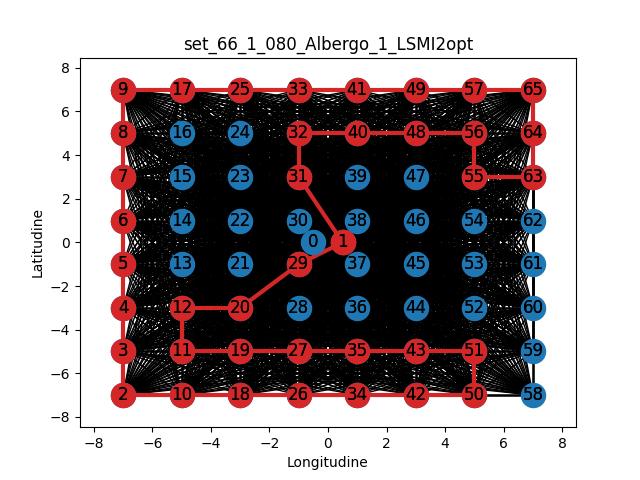 set_66_1_080_Albergo_1_LSMI2opt
8
6
4
2
0
−2
−4
−6
−8
Latitudine
9 17 25 33 41 49 57 65
8 16 24 32 40 48 56 64
7 15 23 31 39 47 55 63
6 14 22 30 38 46 54 62
0 1
5 13 21 29 37 45 53 61
4 12 20 28 36 44 52 60
3 11 19 27 35 43 51 59
2 10 18 26 34 42 50 58
−8 −6 −4 −2 0 2 4 6 8
Longitudine